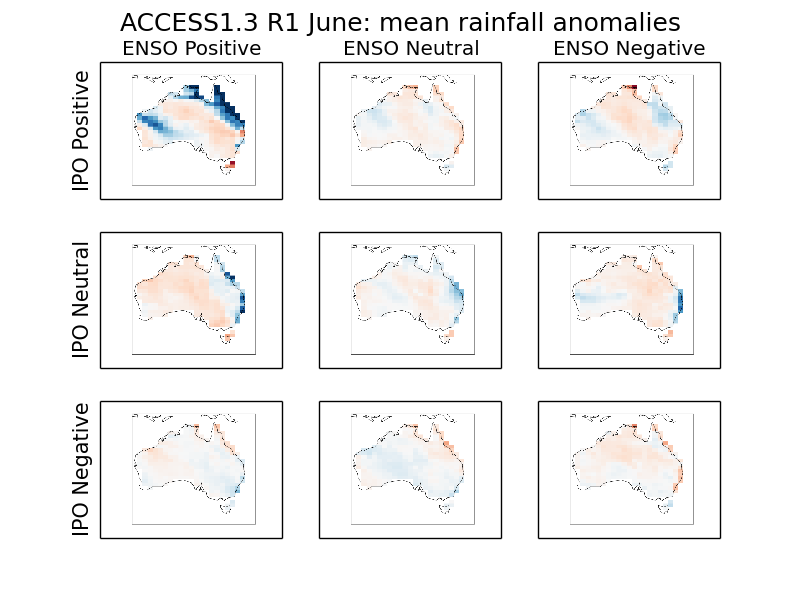 ACCESS1.3 R1 June: mean rainfall anomalies
ENSO Positive
ENSO Neutral
ENSO Negative
IPO Positive
IPO Neutral
IPO Negative